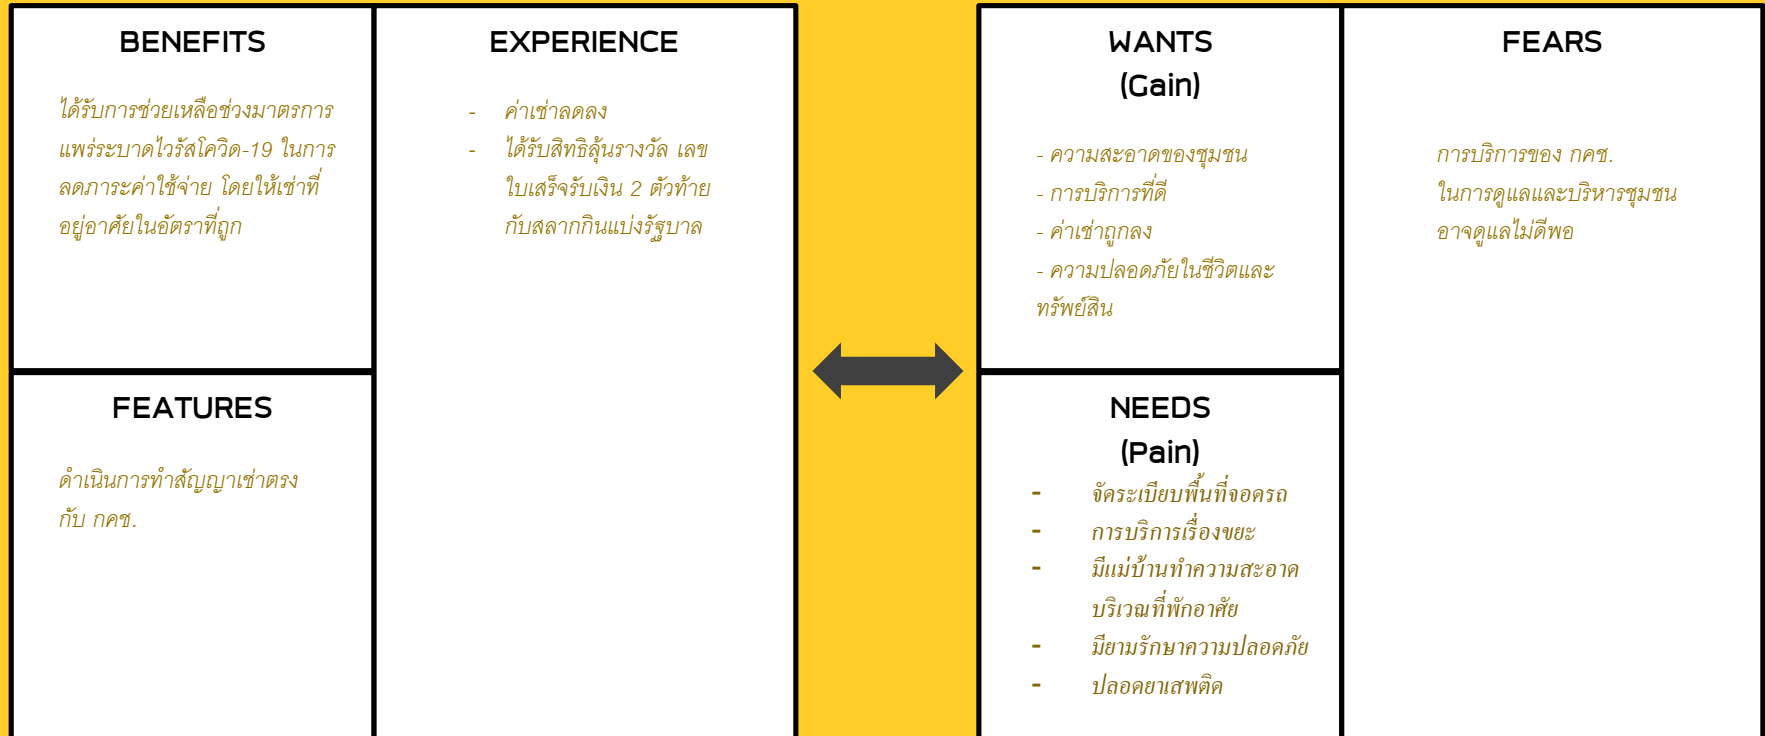 BENEFITS
ได้รับการช่วยเหลือช่วงมาตรการ
แพร่ระบาดไวรัสโควิด-19 ในการ
ลดภาระค่าใช้จ่าย โดยให้เช่าที่
อยู่อาศัยในอัตราที่ถูก
FEATURES
ดำเนินการทำสัญญาเช่าตรง
กับ กคช.
EXPERIENCE
- ค่าเช่าลดลง
- ได้รับสิทธิลุ้นรางวัล เลข
ใบเสร็จรับเงิน 2 ตัวท้าย
กับสลากกินแบ่งรัฐบาล
WANTS
(Gain)
- ความสะอาดของชุมชน
- การบริการที่ดี
- ค่าเช่าถูกลง
- ความปลอดภัยในชีวิตและ
ทรัพย์สิน
NEEDS
(Pain)
- จัดระเบียบพื้นที่จอดรถ
- การบริการเรื่องขยะ
- มีแม่บ้านทำความสะอาด
บริเวณที่พักอาศัย
- มียามรักษาความปลอดภัย
- ปลอดยาเสพติด
FEARS
การบริการของ กคช.
ในการดูแลและบริหารชุมชน
อาจดูแลไม่ดีพอ